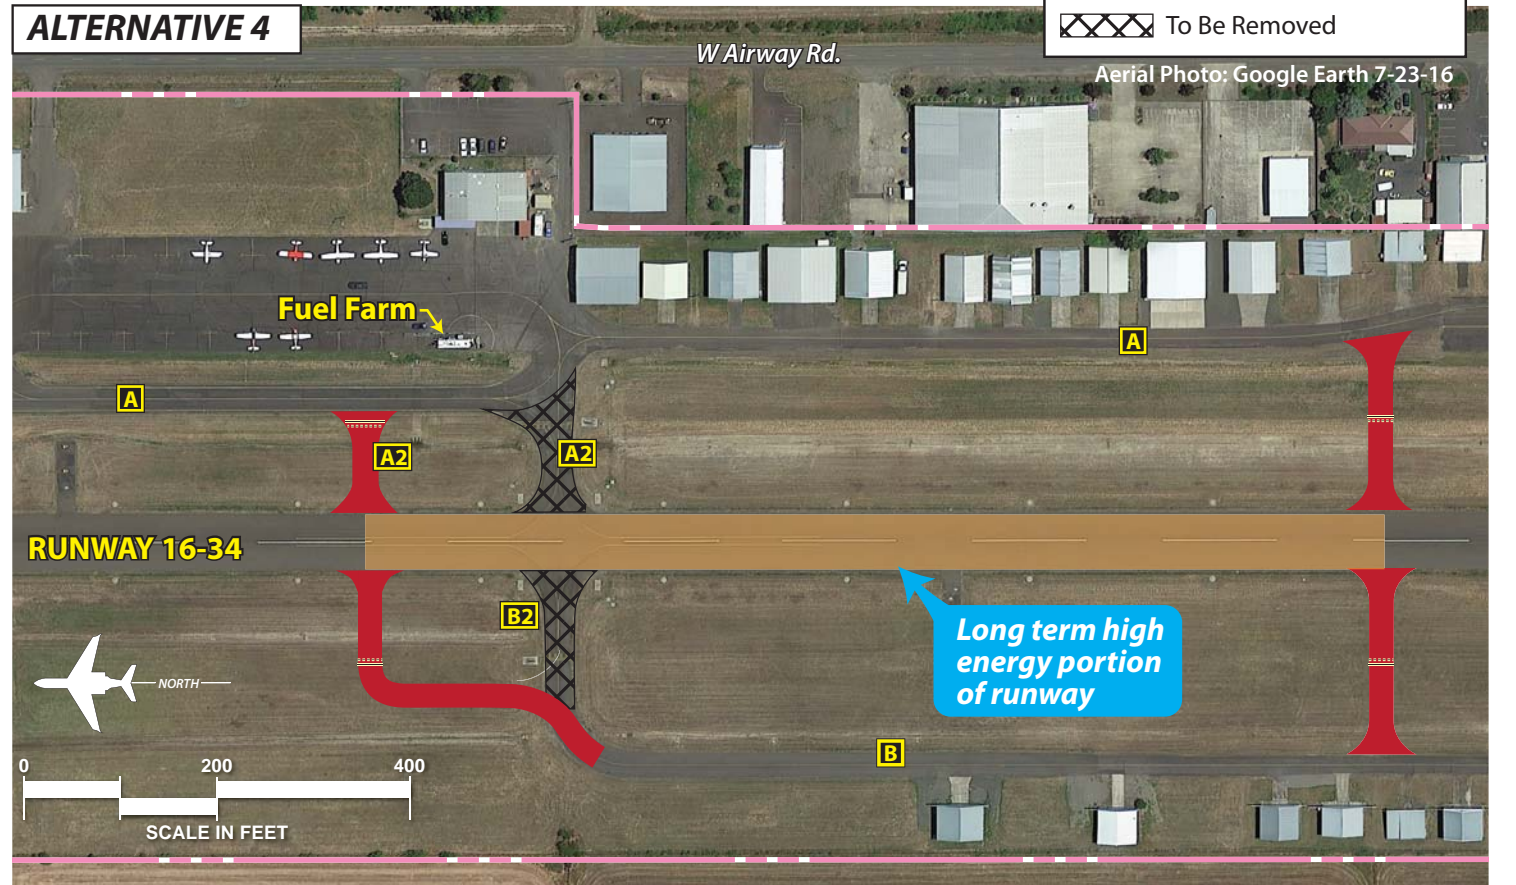 ALTERNATIVE 4
To Be Removed
W Airway Rd.
Aerial Photo: Google Earth 7-23-16
Fuel Farm
A
A
A2
A2
RUNWAY 16-34
B2
Long term high
energy portion
of runway
NORTH
B
0 200 400
SCALE IN FEET